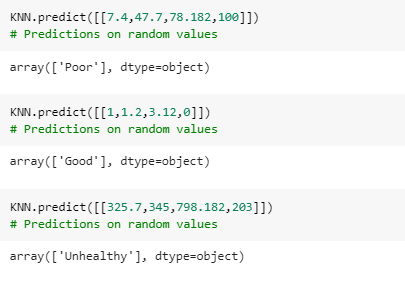 KNN.predict([[7.4,47.7,78.182,100]])
# Predictions on random values
array(['Poor'], dtype=object)
KNN.predict([[1,1.2,3.12,0]])
# Predictions on random values
array(['Good'], dtype=object)
KNN.predict([[325.7,345,798.182,203]])
# Predictions on random values
array(['Unhealthy'], dtype=object)